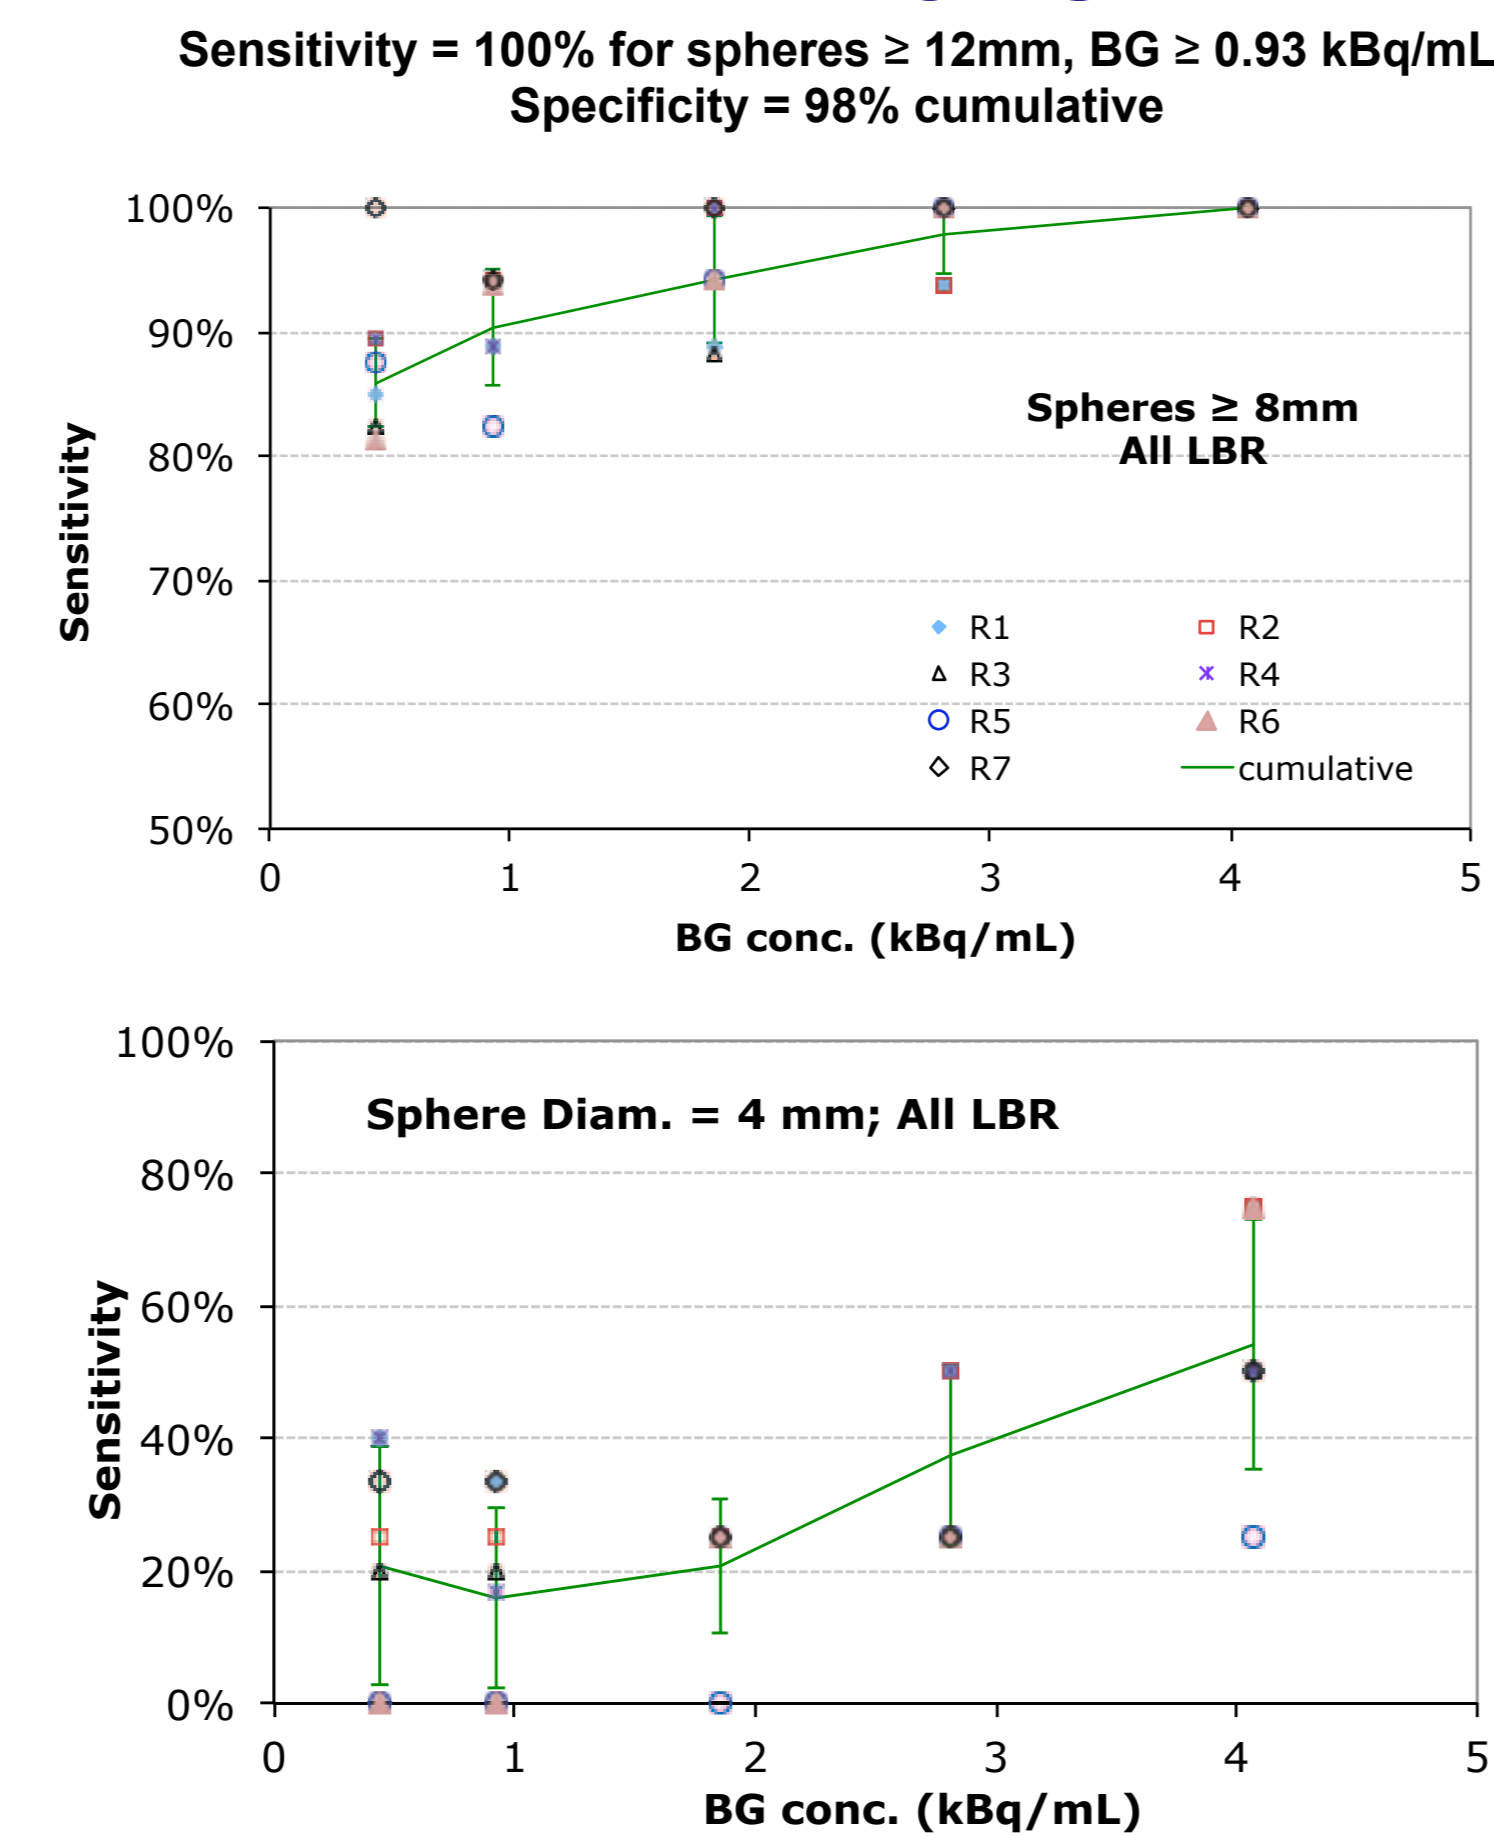 Sensitivity = 100% for spheres ≥ 12mm, BG ≥ 0.93 kBq/mL
Specificity = 98% cumulative
100%
90%
80%
70%
60%
50%
Sensitivity
Spheres ≥ 8mm
All LBR
R1 R2
R3 R4
R5 R6
R7 cumulative
0 1 2 3 4 5
BG conc. (kBq/mL)
100%
80%
60%
40%
20%
0%
Sensitivity
Sphere Diam. = 4 mm; All LBR
0 1 2 3 4 5
BG conc. (kBq/mL)